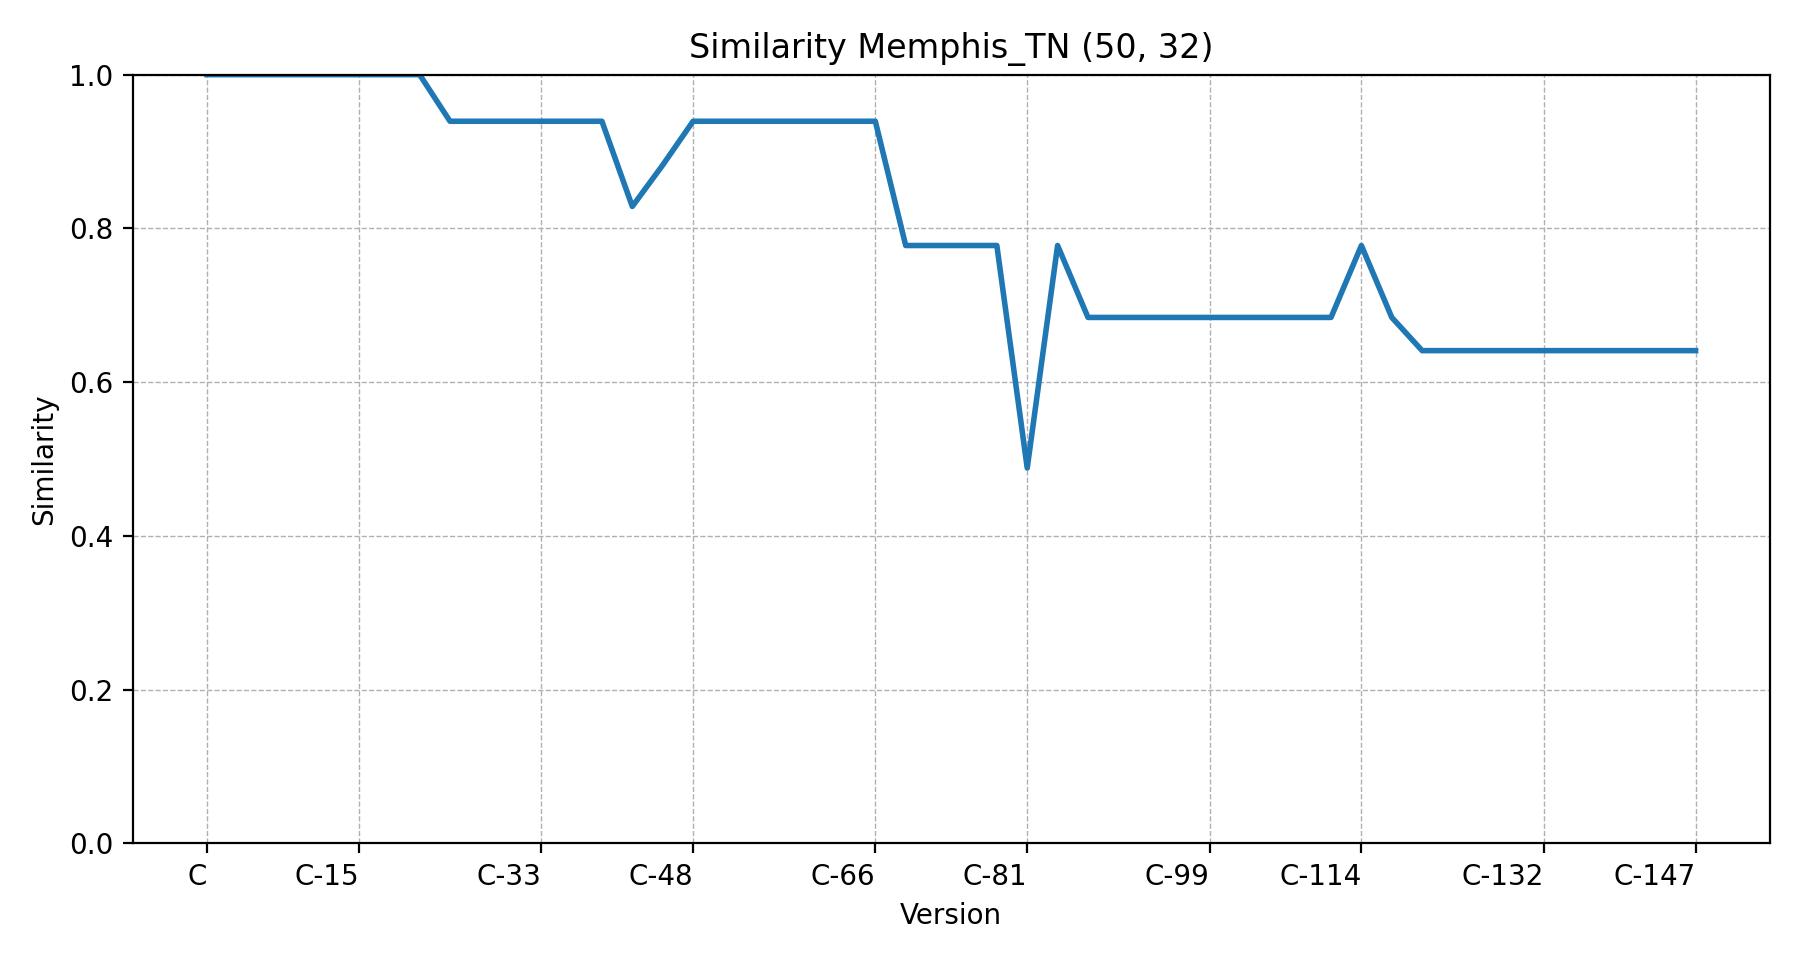 Similarity Memphis_TN (50, 32)
1.0
0.8
0.6
0.4
0.2
0.0
Similarity
C C-15 C-33 C-48 C-66 C-81 C-99 C-114 C-132 C-147
Version